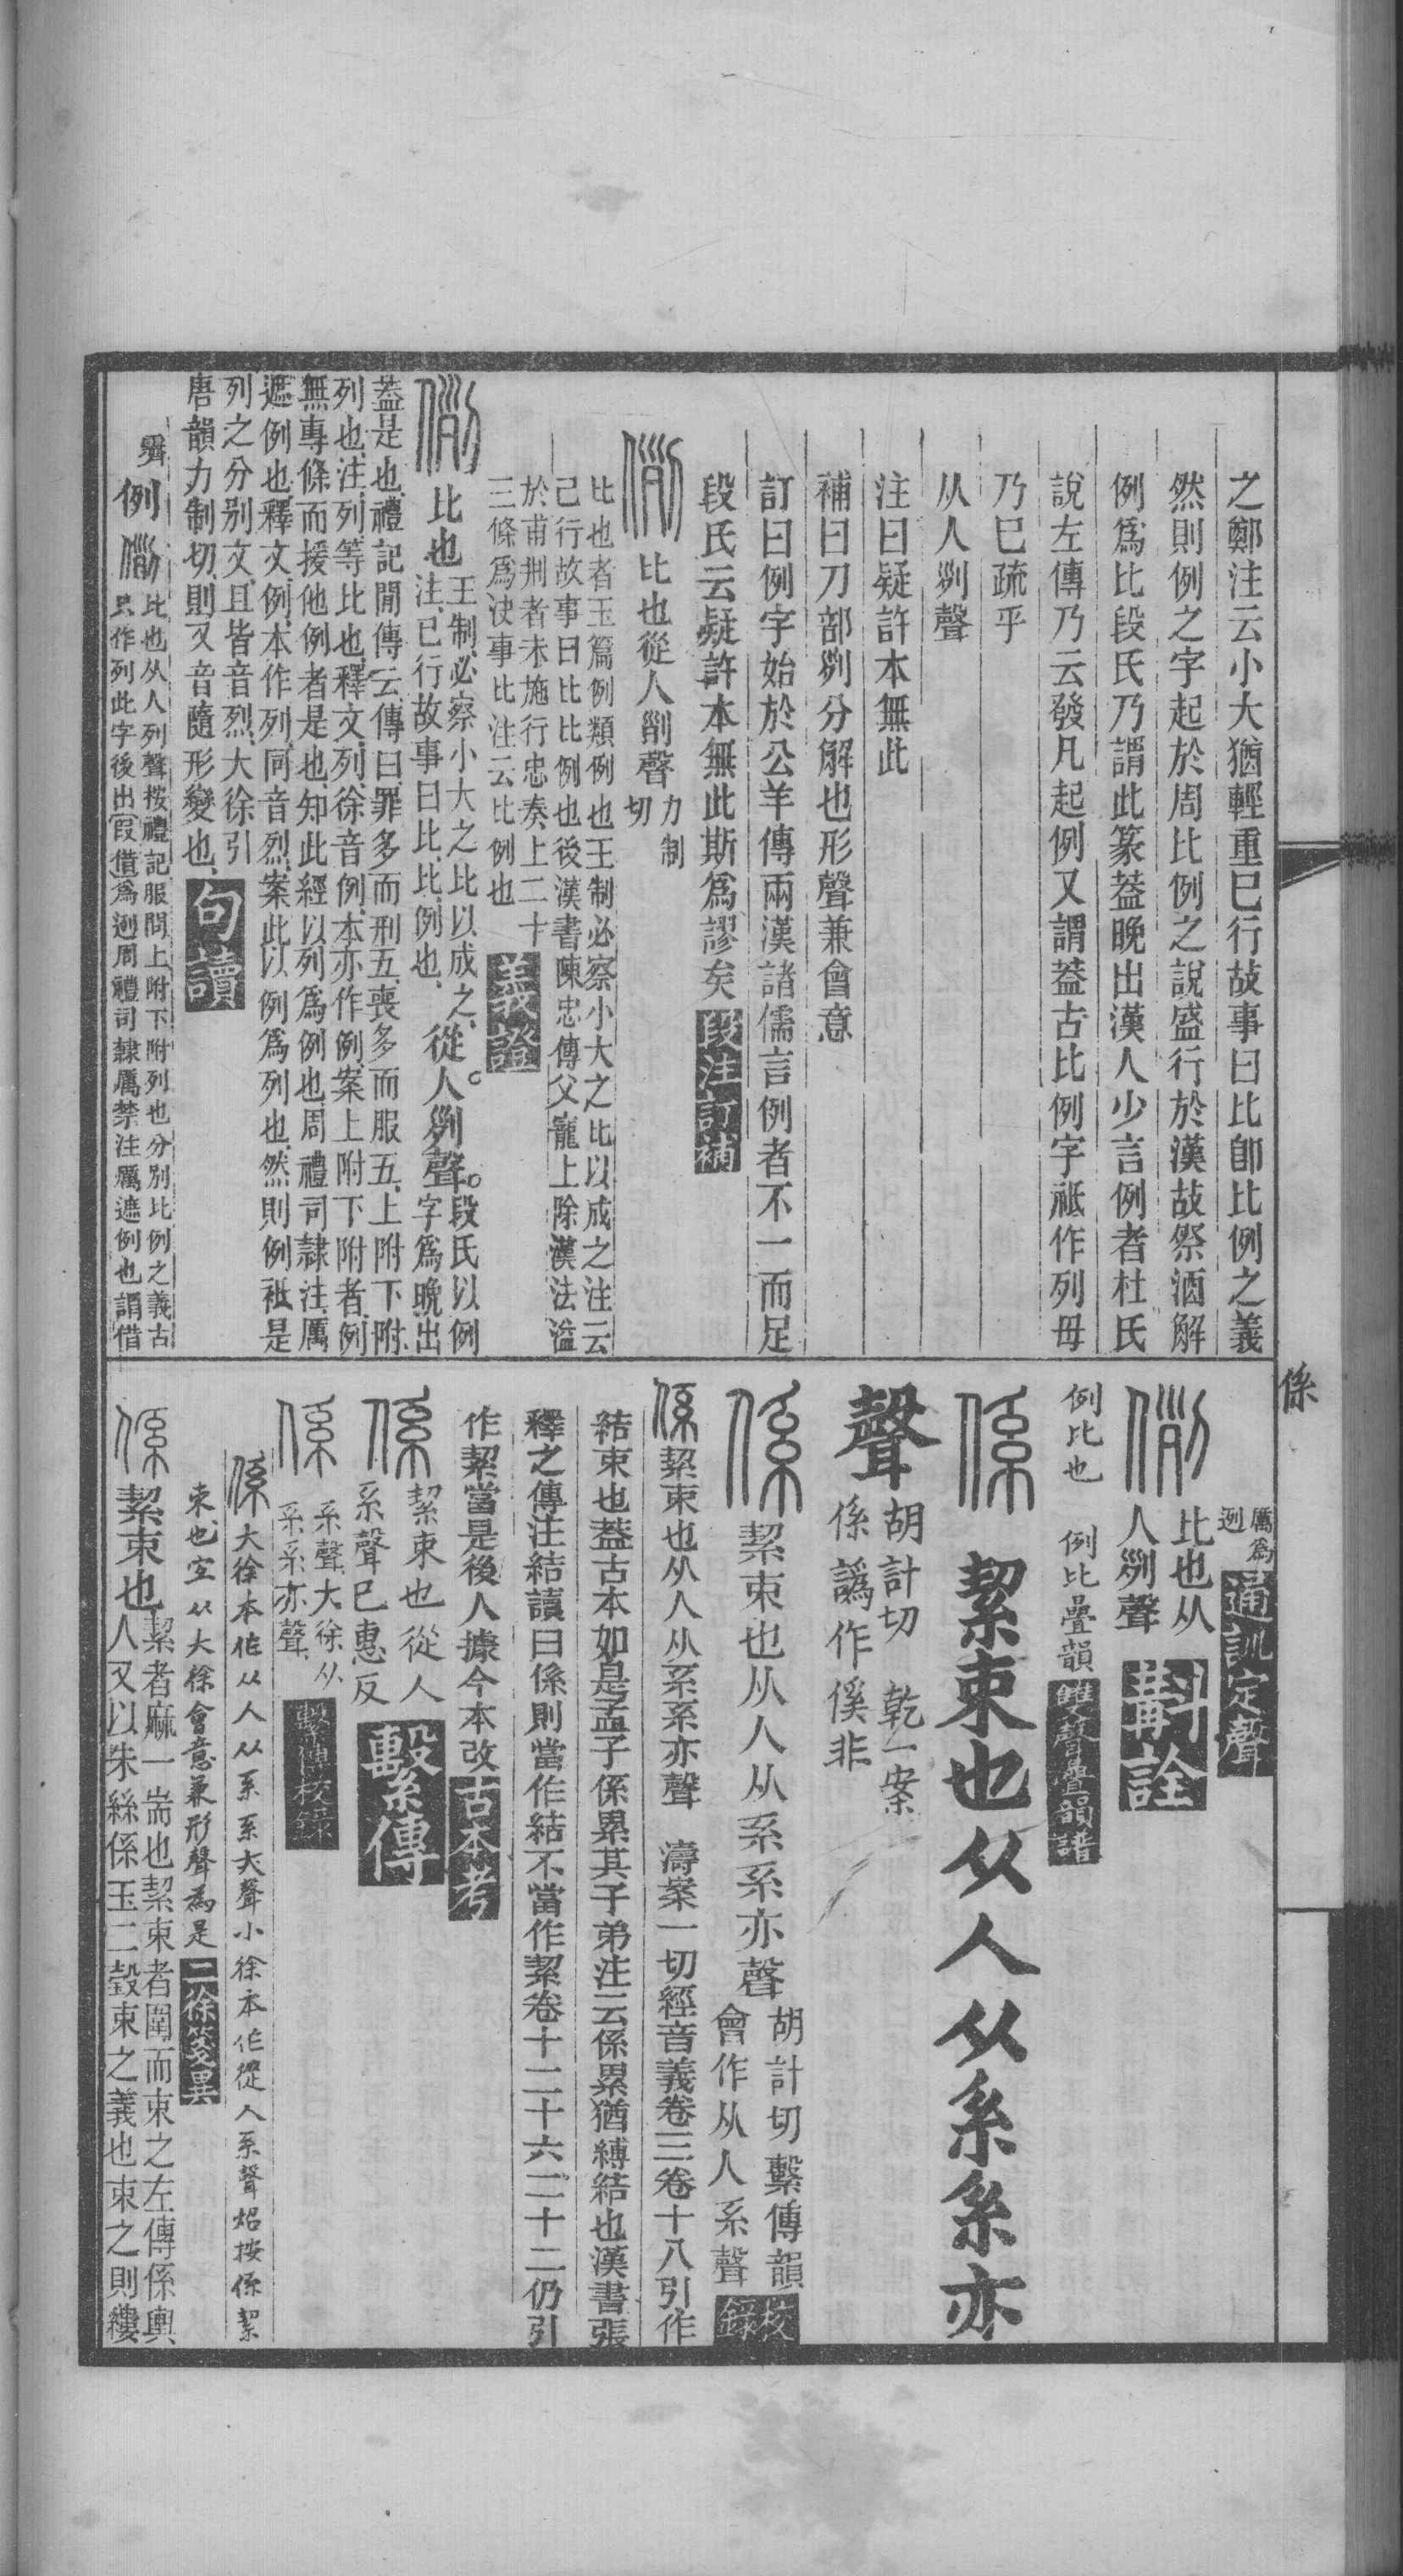 之鄭注云小大猶輕重已行故事曰比卽比例之義
然則例之字起於周比例之說盛行於漢故祭酒解
例爲比段氏乃謂此篆葢晚出漢人少言例者杜氏
說左傳乃云發凡起例又謂葢古比例字祇作列毋
乃已疏乎
从人𠛱聲
注曰疑許本無此
補曰刀部𠛱分解也形聲兼會意
訂曰例字始於公羊傳兩漢諸儒言例者不一而足
段氏云疑許本無此斯爲謬矣 段注訂補
比也從人𠛱聲 力制切
比也者玉篇例類例也王制必察小大之比以成之注云
已行故事曰比比例也後漢書陳忠傳父寵上除漢法溢
於甫刑者未施行忠奏上二十
三條爲決事比注云比例也 義證
比也
王制必察小大之比以成之
注、已行故事曰比、比、例也、
從人𠛱聲。
段氏以例
字爲晚出
葢是也、禮記閒傳云、傳曰罪多而刑五、喪多而服五、上附下附
列也、注、列、等比也、釋文、列、徐音例、本亦作例、案上附下附者、例
無專條而援他例者是也、知此經以列爲例也、周禮司隷注、厲
遮例也、釋文、例、本作列、同音烈、案此以例爲列也、然則例祇是
列之分别文、且皆音烈、大徐引
唐韻力制切、則又音隨形變也、 句讀
例
比也从人列聲按禮記服問上附下附列也分別比例之義古
只作列此字後出叚借爲迾周禮司隷厲禁注厲遮例也謂借
係
厲爲
迾 通訓定聲
比也从
人𠛱聲 斠詮
例比也 例比疊韻 雙聲疊韻譜
係 絜束也从人从系系亦
聲
胡計切 乾一案
係譌作傒非
係 絜束也从人从系系亦聲
胡計切繫傳韻
會作从人系聲 校錄
係絜束也从人从系系亦聲 濤案一切經音義卷三卷十八引作
結束也葢古本如是孟子係累其子弟注云係累猶縛結也漢書張
釋之傳注結讀曰係則當作結不當作絜卷十二十六二十二仍引
作絜當是後人據今本改 古本考
係
絜束也從人
系聲已惠反 繫傳
係
系聲大徐从
系系亦聲 繫傳校錄
係大徐本作从人从系系大聲小徐本作從人系聲炤按係絜
束也宜从大徐會意兼形聲爲是 二徐箋異
係 絜束也
絜者麻一耑也絜束者圍而束之左傳係輿
人又以朱絲係玉二瑴束之義也束之則縷